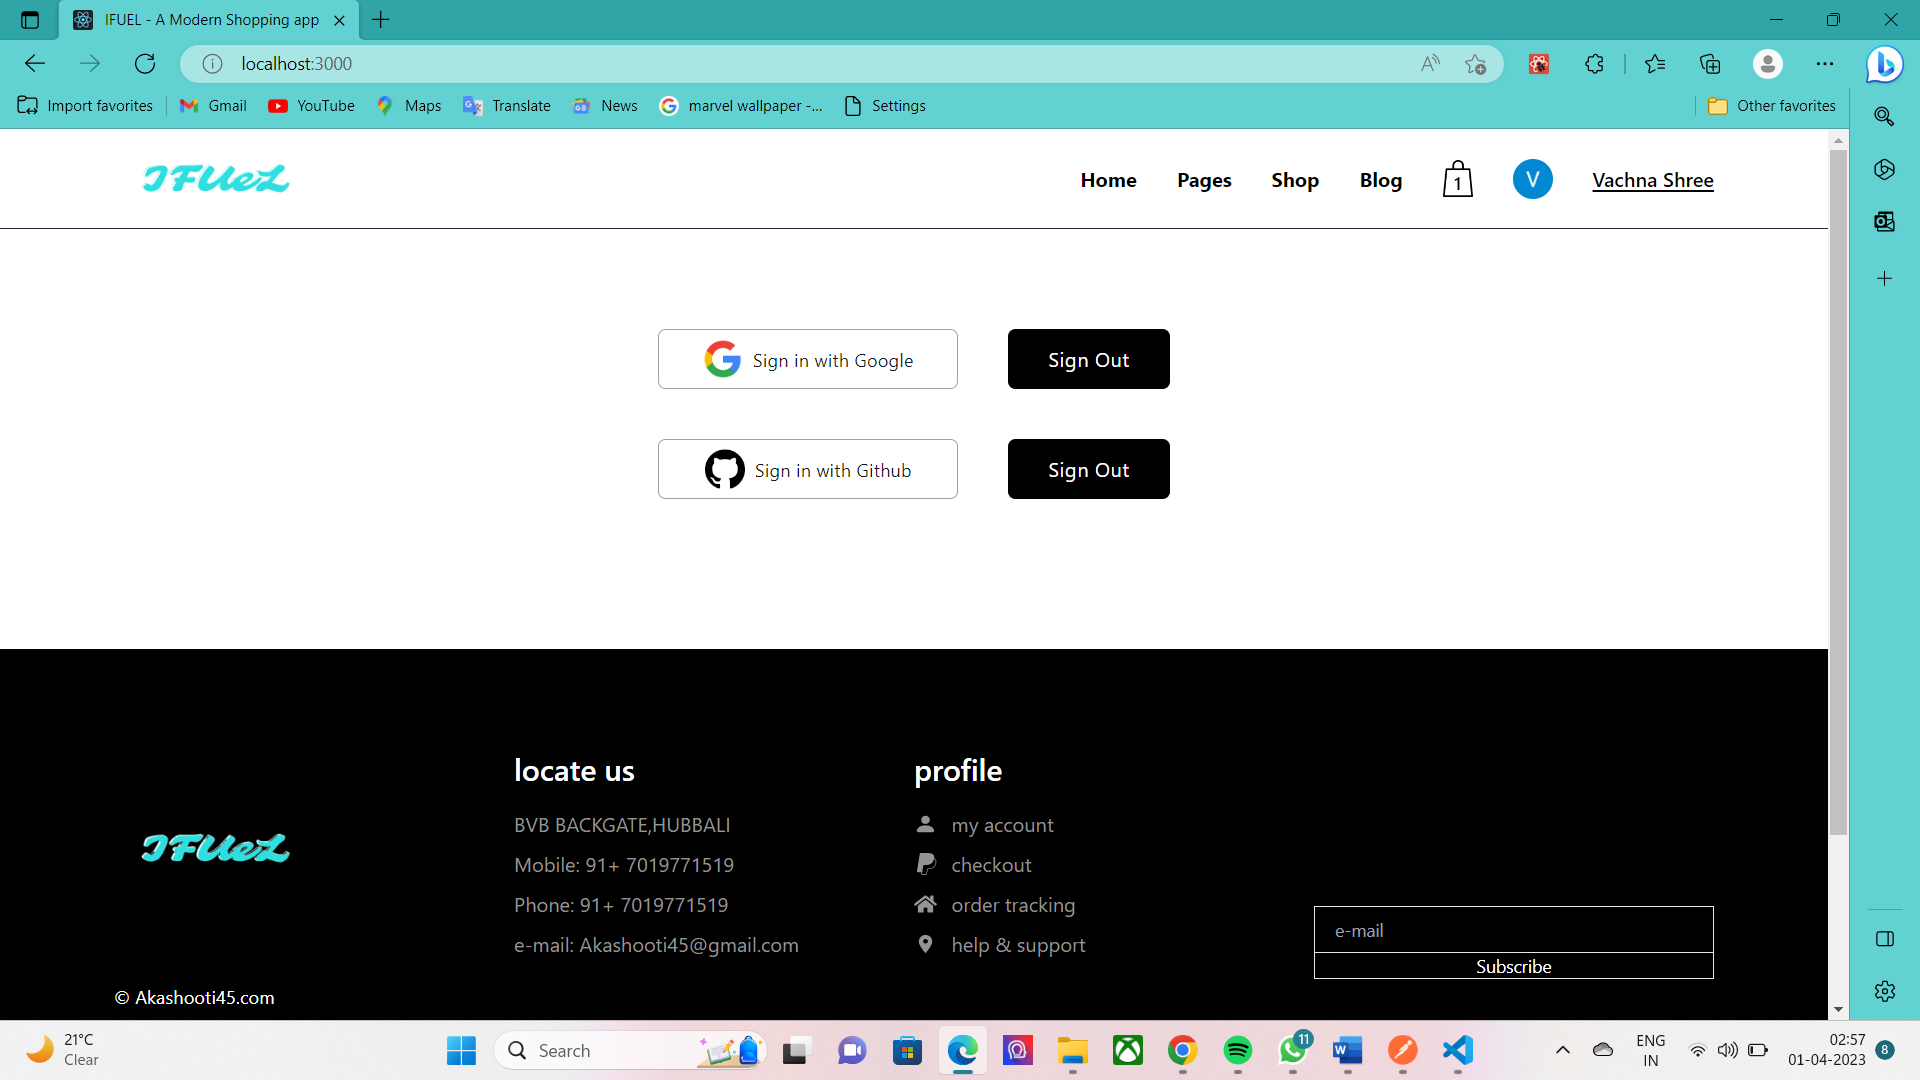 IFUEL - A Modern Shopping app
localhost:3000
Import favorites Gmail YouTube Maps Translate News marvel wallpaper -... Settings Other favorites
IFUeL Home Pages Shop Blog 1 V Vachna Shree
Sign in with Google Sign Out
Sign in with Github Sign Out
IFUeL
locate us
BVB BACKGATE,HUBBALI
Mobile: 91+ 7019771519
Phone: 91+ 7019771519
e-mail: Akashooti45@gmail.com
profile
my account
checkout
order tracking
help & support
e-mail
Subscribe
© Akashooti45.com
21°C
Clear
Search
11
ENG
IN
02:57
01-04-2023
8